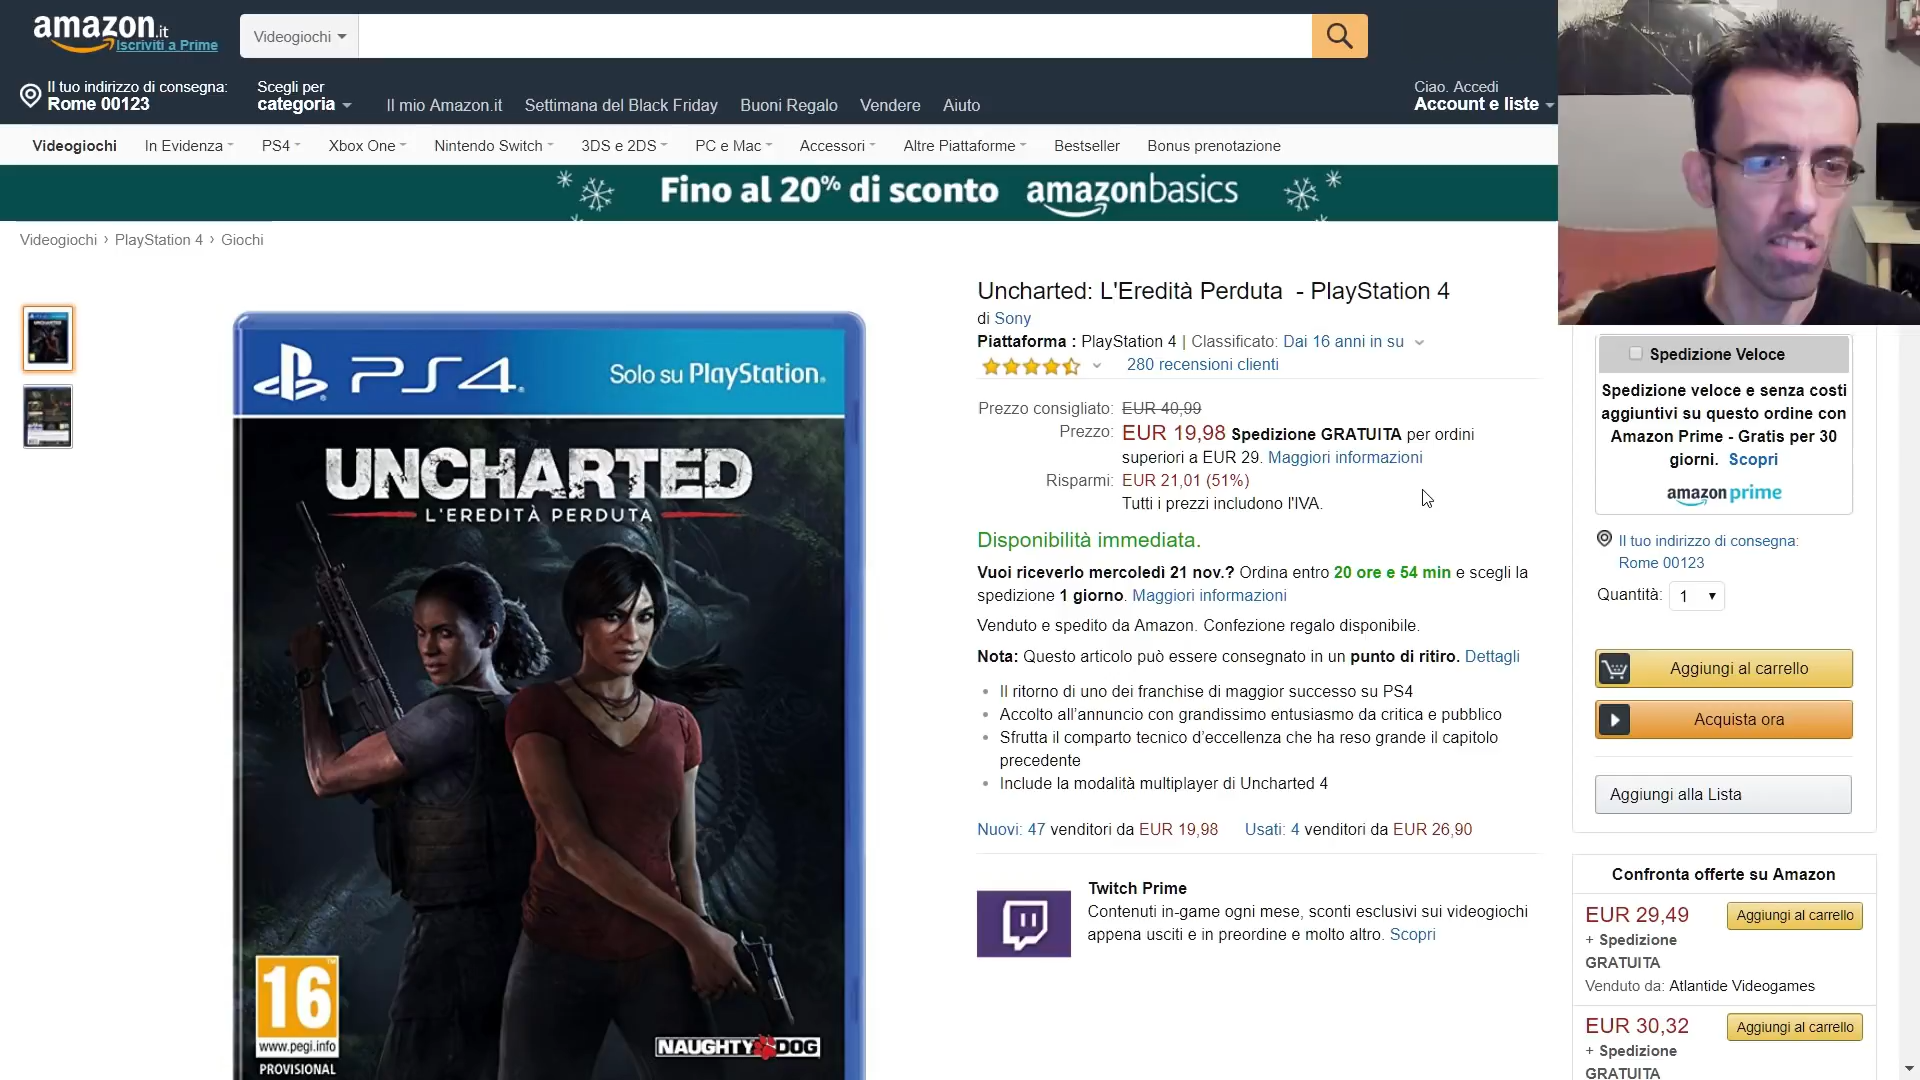 amazon.it
Iscriviti a Prime
Videogiochi
Il tuo indirizzo di consegna:
Rome 00123
Scegli per
categoria
Il mio Amazon.it
Settimana del Black Friday
Buoni Regalo
Vendere
Aiuto
Ciao. Accedi
Account e liste
Videogiochi
In Evidenza
PS4
Xbox One
Nintendo Switch
3DS e 2DS
PC e Mac
Accessori
Altre Piattaforme
Bestseller
Bonus prenotazione
Fino al 20% di sconto amazonbasics
Videogiochi › PlayStation 4 › Giochi
PS4
Solo su PlayStation.
UNCHARTED
L'EREDITÀ PERDUTA
16
www.pegi.info
PROVISIONAL
NAUGHTY DOG
Uncharted: L'Eredità Perduta - PlayStation 4
di Sony
Piattaforma : PlayStation 4 | Classificato: Dai 16 anni in su
280 recensioni clienti
Prezzo consigliato: EUR 40,99
Prezzo: EUR 19,98 Spedizione GRATUITA per ordini
superiori a EUR 29. Maggiori informazioni
Risparmi: EUR 21,01 (51%)
Tutti i prezzi includono l'IVA.
Disponibilità immediata.
Vuoi riceverlo mercoledì 21 nov.? Ordina entro 20 ore e 54 min e scegli la
spedizione 1 giorno. Maggiori informazioni
Venduto e spedito da Amazon. Confezione regalo disponibile.
Nota: Questo articolo può essere consegnato in un punto di ritiro. Dettagli
Il ritorno di uno dei franchise di maggior successo su PS4
Accolto all’annuncio con grandissimo entusiasmo da critica e pubblico
Sfrutta il comparto tecnico d’eccellenza che ha reso grande il capitolo
precedente
Include la modalità multiplayer di Uncharted 4
Nuovi: 47 venditori da EUR 19,98
Usati: 4 venditori da EUR 26,90
Twitch Prime
Contenuti in-game ogni mese, sconti esclusivi sui videogiochi
appena usciti e in preordine e molto altro. Scopri
Spedizione Veloce
Spedizione veloce e senza costi
aggiuntivi su questo ordine con
Amazon Prime - Gratis per 30
giorni. Scopri
amazon prime
Il tuo indirizzo di consegna:
Rome 00123
Quantità: 1
Aggiungi al carrello
Acquista ora
Aggiungi alla Lista
Confronta offerte su Amazon
EUR 29,49
Aggiungi al carrello
+ Spedizione
GRATUITA
Venduto da: Atlantide Videogames
EUR 30,32
Aggiungi al carrello
+ Spedizione
GRATUITA